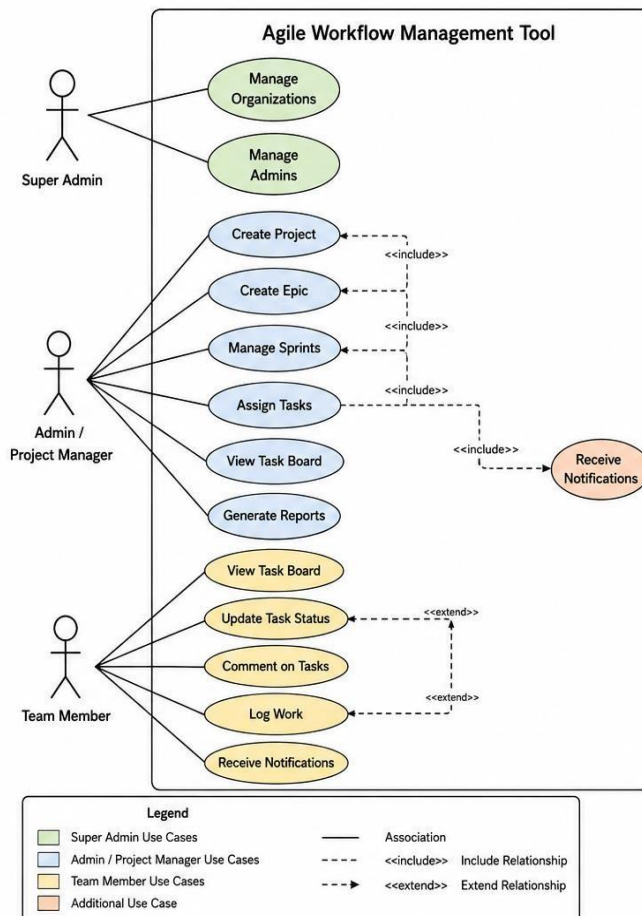 Agile Workflow Management Tool
Manage
Organizations
Manage
Admins
Super Admin
Create Project
<<include>>
Create Epic
<<include>>
Manage Sprints
<<include>>
Assign Tasks
Admin /
Project Manager
<<include>>
View Task Board
Receive
Notifications
Generate Reports
View Task Board
Update Task Status
<<extend>>
Comment on Tasks
<<extend>>
Log Work
Team Member
Receive Notifications
Legend
Super Admin Use Cases
Admin / Project Manager Use Cases
Team Member Use Cases
Additional Use Case
Association
<<include>> Include Relationship
<<extend>> Extend Relationship